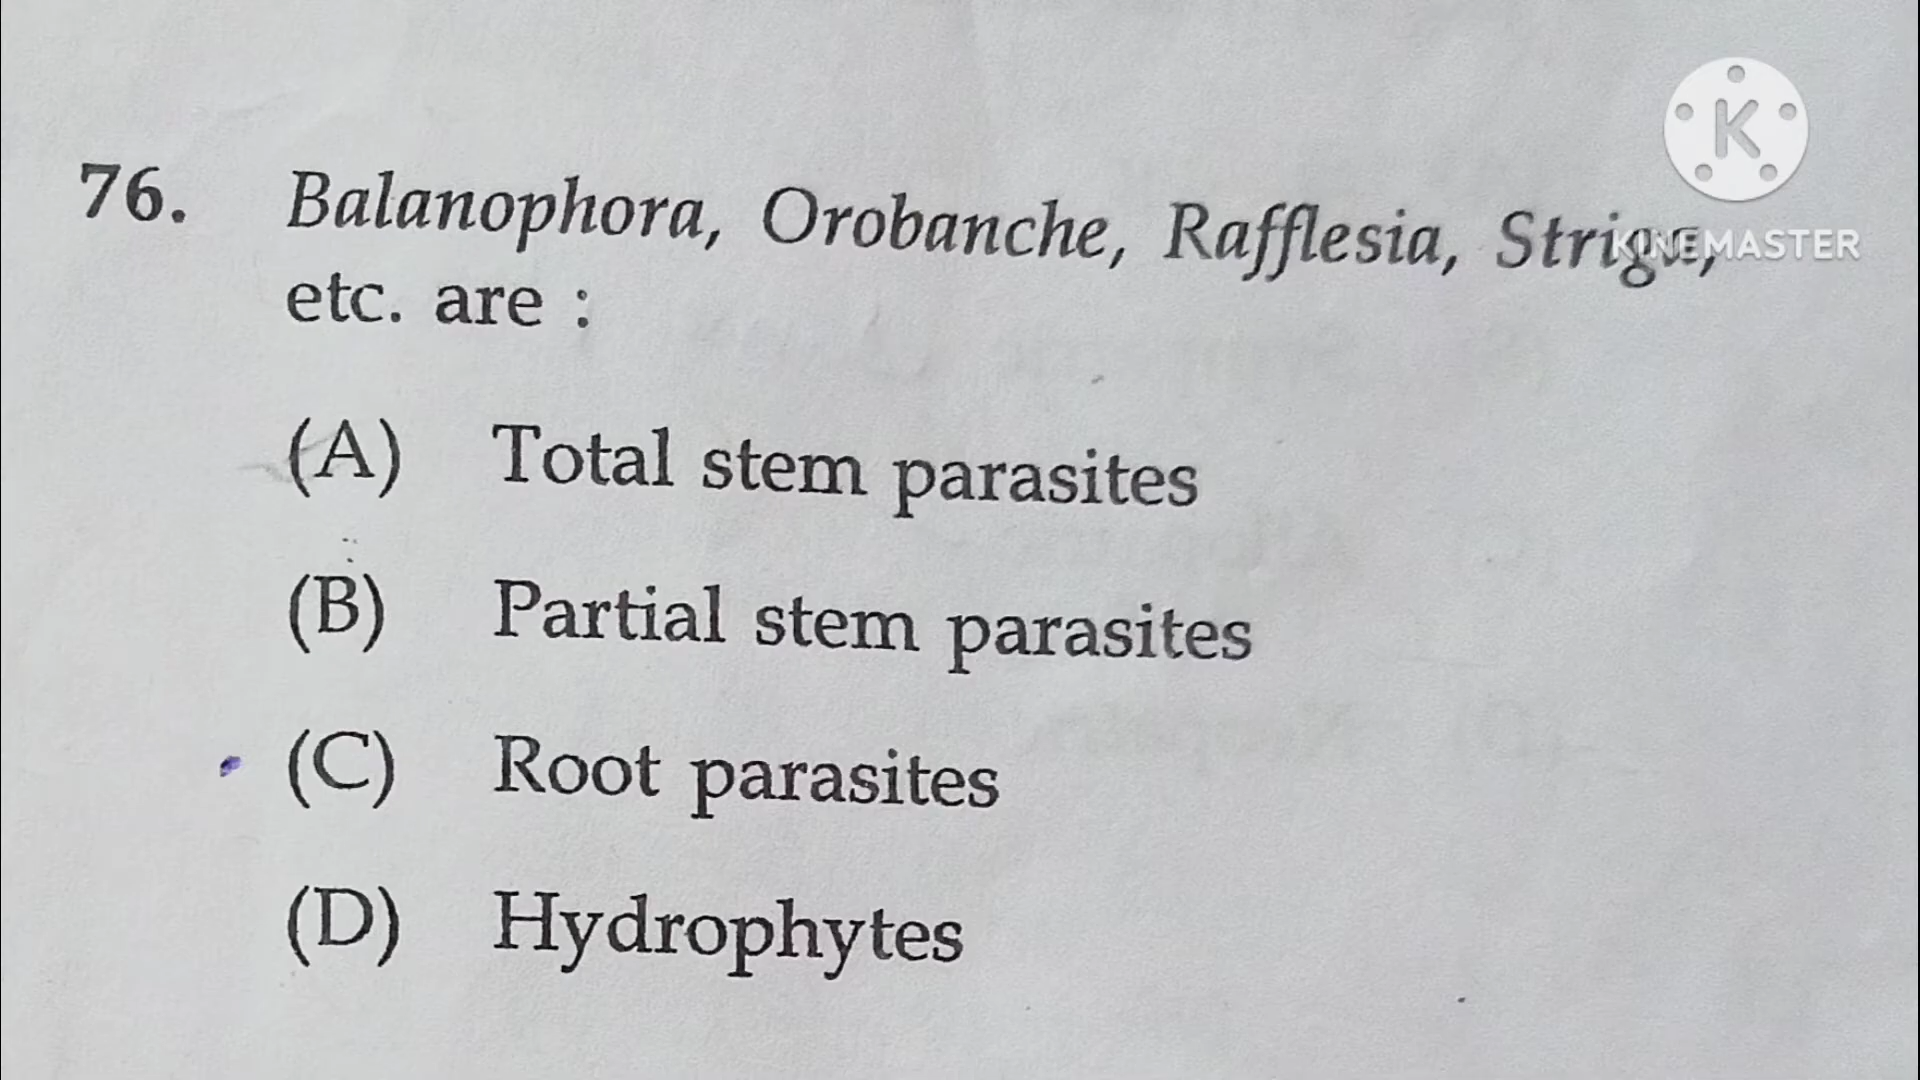 76. Balanophora, Orobanche, Rafflesia, Striga,
etc. are :
(A) Total stem parasites
(B) Partial stem parasites
(C) Root parasites
(D) Hydrophytes
K
KINEMASTER